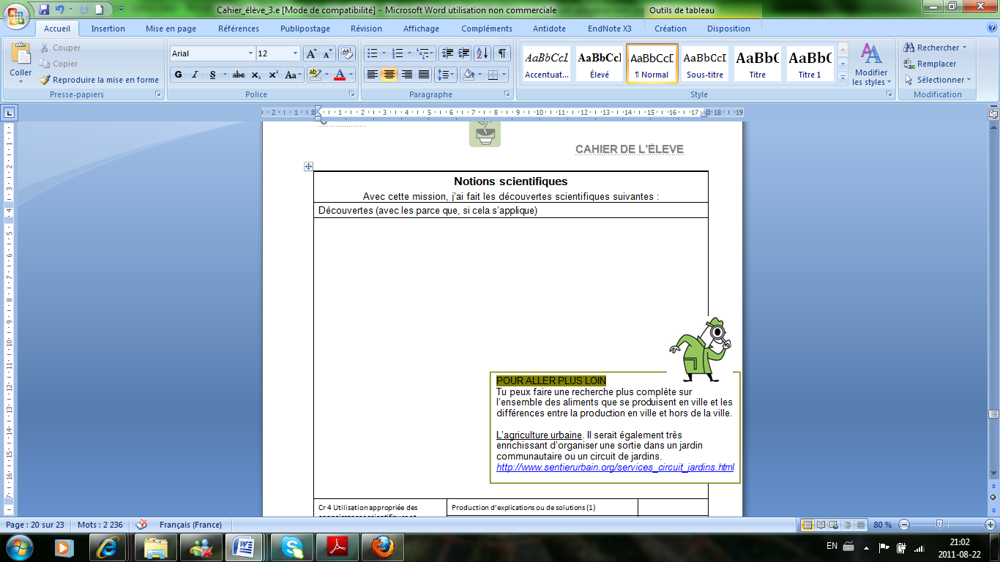 Cahier_élève_3.e [Mode de compatibilité] - Microsoft Word utilisation non commerciale
Outils de tableau
Accueil Insertion Mise en page Références Publipostage Révision Affichage Compléments Antidote EndNote X3 Création Disposition
Coller
Couper
Copier
Reproduire la mise en forme
Presse-papiers
Arial 12
G I S abc X₂ X² Aa
Police
Paragraphe
AaBbCcI AaBbCcI AaBbCcD AaBbCcI AaBbC AaBbC
Accentuat... Élevé ¶ Normal Sous-titre Titre Titre 1
Modifier
les styles
Style
Rechercher
Remplacer
Sélectionner
Modification
2 1 1 2 3 4 5 6 7 8 9 10 11 12 13 14 15 16 17 18 19
CAHIER DE L'ÉLEVE
Notions scientifiques
Avec cette mission, j'ai fait les découvertes scientifiques suivantes :
Découvertes (avec les parce que, si cela s'applique)
POUR ALLER PLUS LOIN
Tu peux faire une recherche plus complète sur
l'ensemble des aliments que se produisent en ville et les
différences entre la production en ville et hors de la ville.
L'agriculture urbaine. Il serait également très
enrichissant d'organiser une sortie dans un jardin
communautaire ou un circuit de jardins.
http://www.sentierurbain.org/services_circuit_jardins.html
Cr 4 Utilisation appropriée des
Production d'explications ou de solutions (1)
Page : 20 sur 23 Mots : 2 236 Français (France) 80 %
EN
21:02
2011-08-22